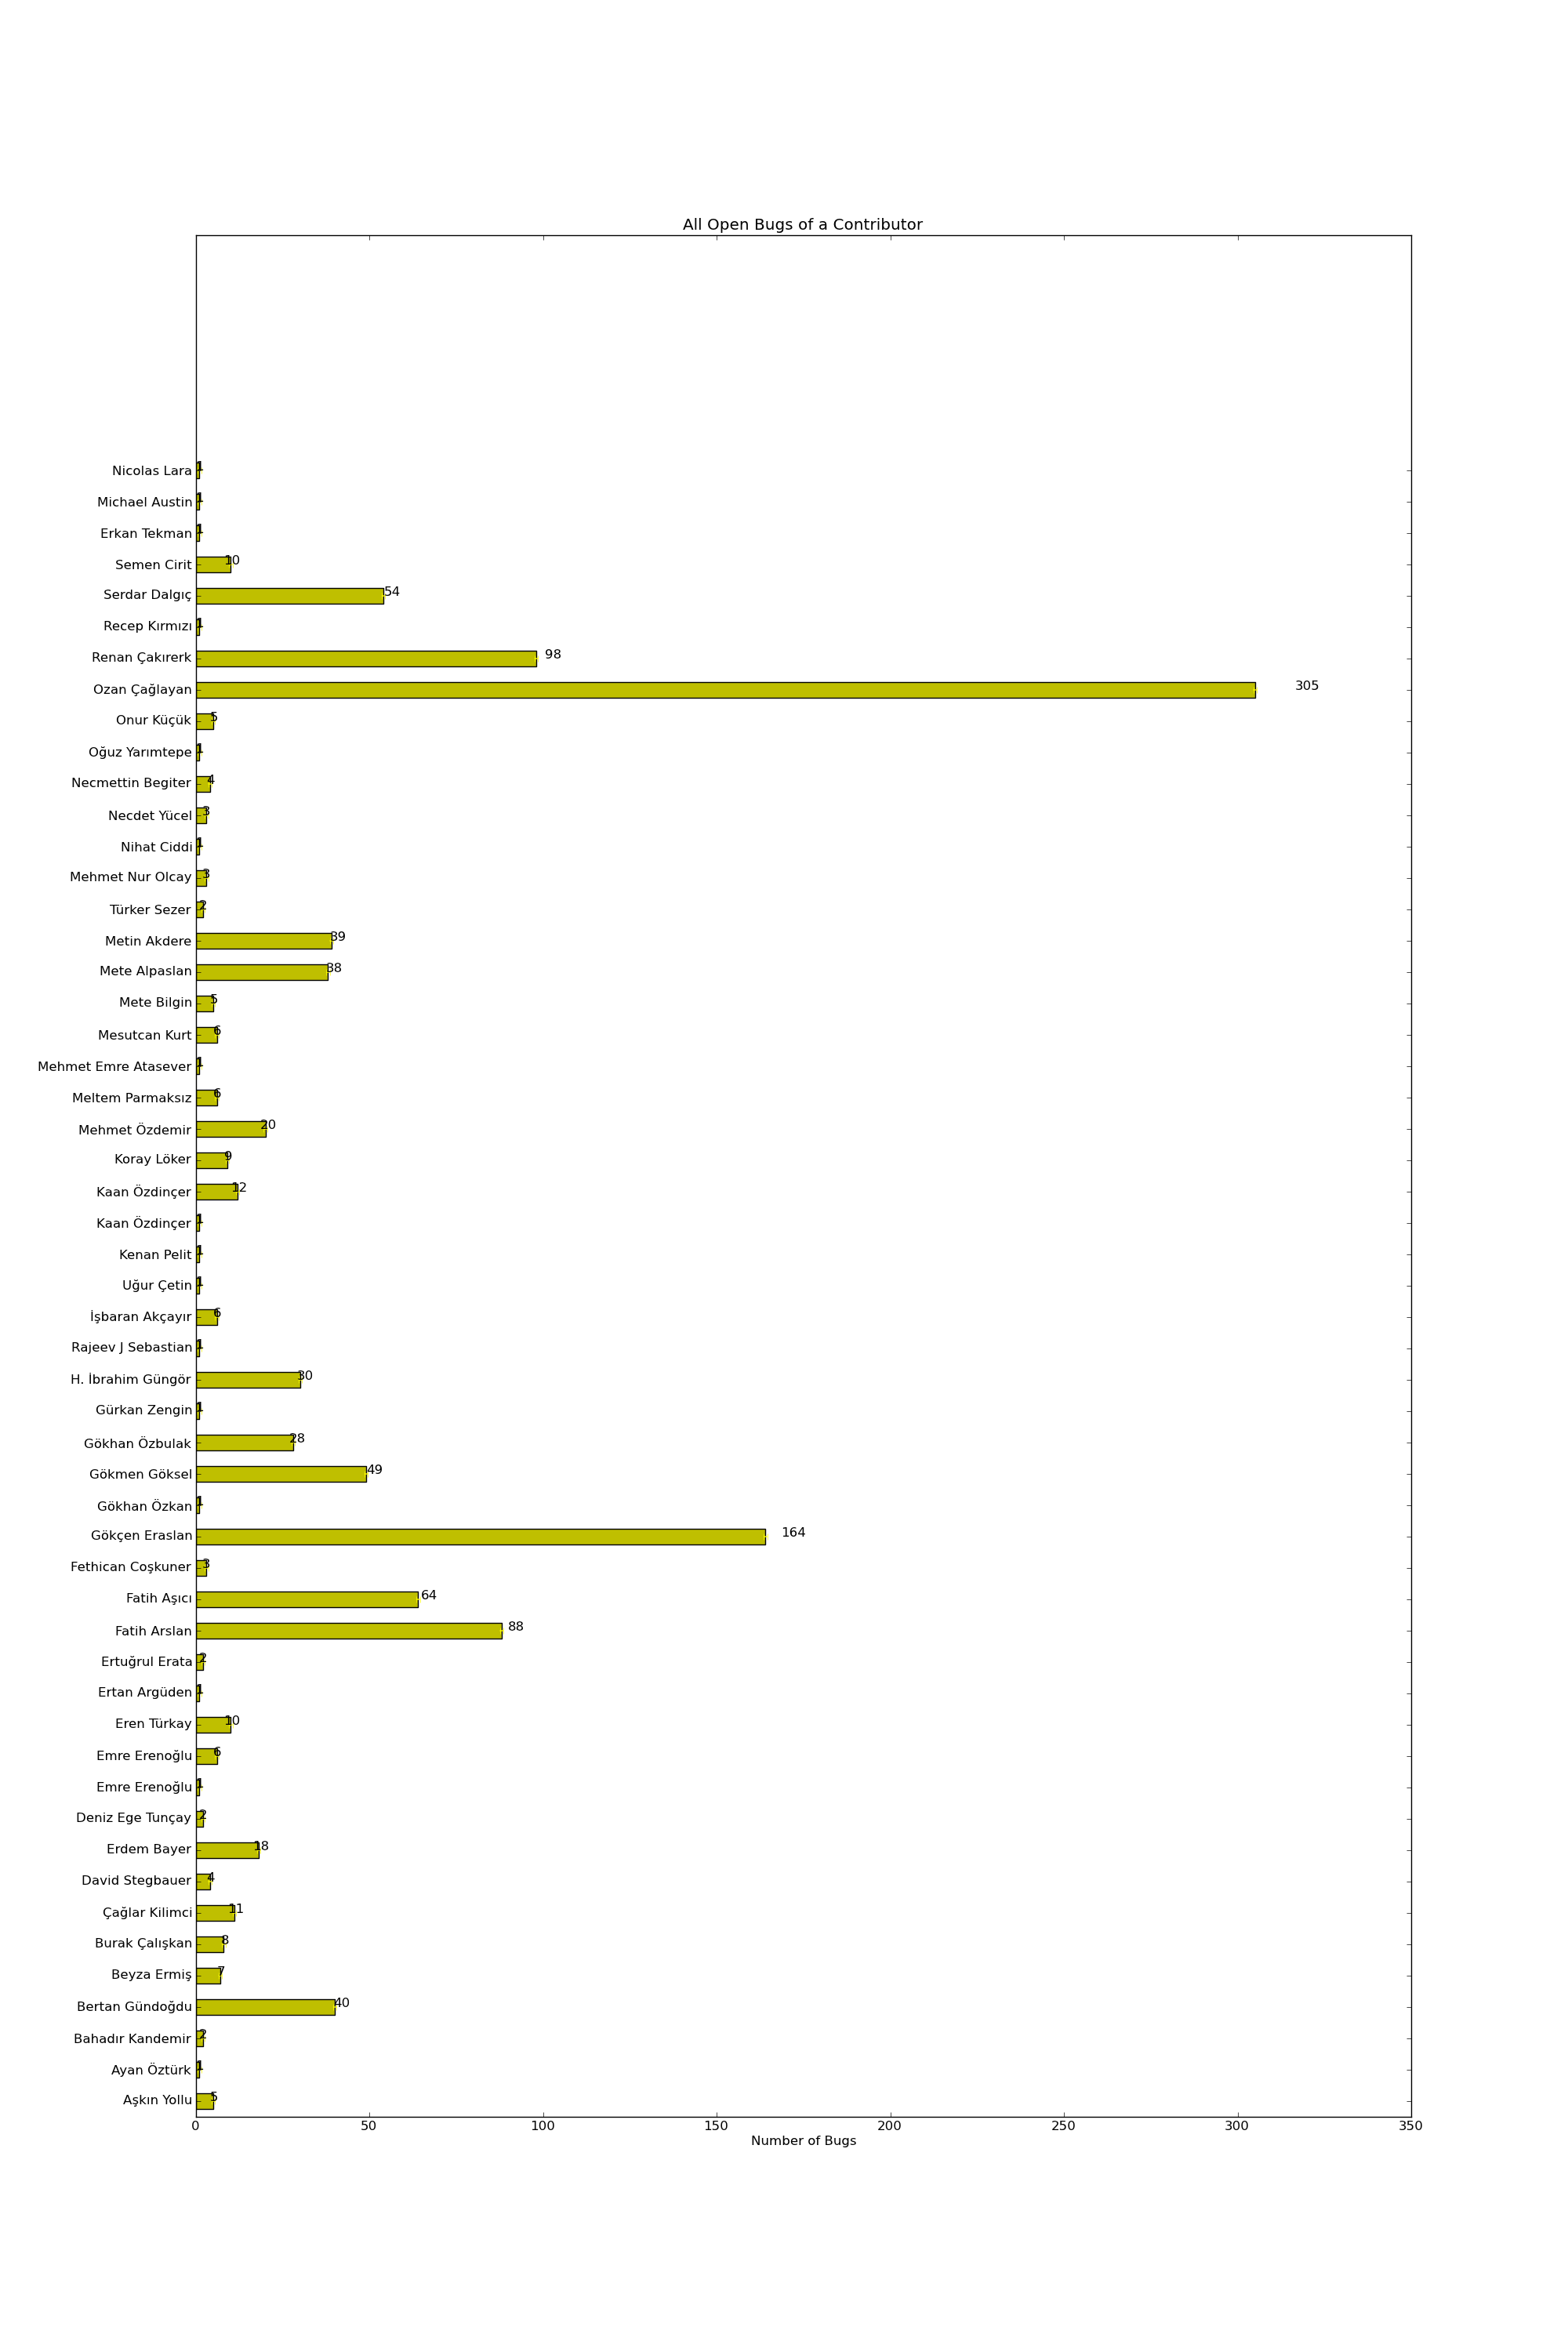 All Open Bugs of a Contributor
Nicolas Lara 1
Michael Austin 1
Erkan Tekman 1
Semen Cirit 10
Serdar Dalgıç 54
Recep Kırmızı 1
Renan Çakırerk 98
Ozan Çağlayan 305
Onur Küçük 5
Oğuz Yarımtepe 1
Necmettin Begiter 4
Necdet Yücel 3
Nihat Ciddi 1
Mehmet Nur Olcay 3
Türker Sezer 2
Metin Akdere 39
Mete Alpaslan 38
Mete Bilgin 5
Mesutcan Kurt 6
Mehmet Emre Atasever 1
Meltem Parmaksız 6
Mehmet Özdemir 20
Koray Löker 9
Kaan Özdinçer 12
Kaan Özdinçer 1
Kenan Pelit 1
Uğur Çetin 1
İşbaran Akçayır 6
Rajeev J Sebastian 1
H. İbrahim Güngör 30
Gürkan Zengin 1
Gökhan Özbulak 28
Gökmen Göksel 49
Gökhan Özkan 1
Gökçen Eraslan 164
Fethican Coşkuner 3
Fatih Aşıcı 64
Fatih Arslan 88
Ertuğrul Erata 2
Ertan Argüden 1
Eren Türkay 10
Emre Erenoğlu 6
Emre Erenoğlu 1
Deniz Ege Tunçay 2
Erdem Bayer 18
David Stegbauer 4
Çağlar Kilimci 11
Burak Çalışkan 8
Beyza Ermiş 7
Bertan Gündoğdu 40
Bahadır Kandemir 2
Ayan Öztürk 1
Aşkın Yollu 5
0 50 100 150 200 250 300 350
Number of Bugs